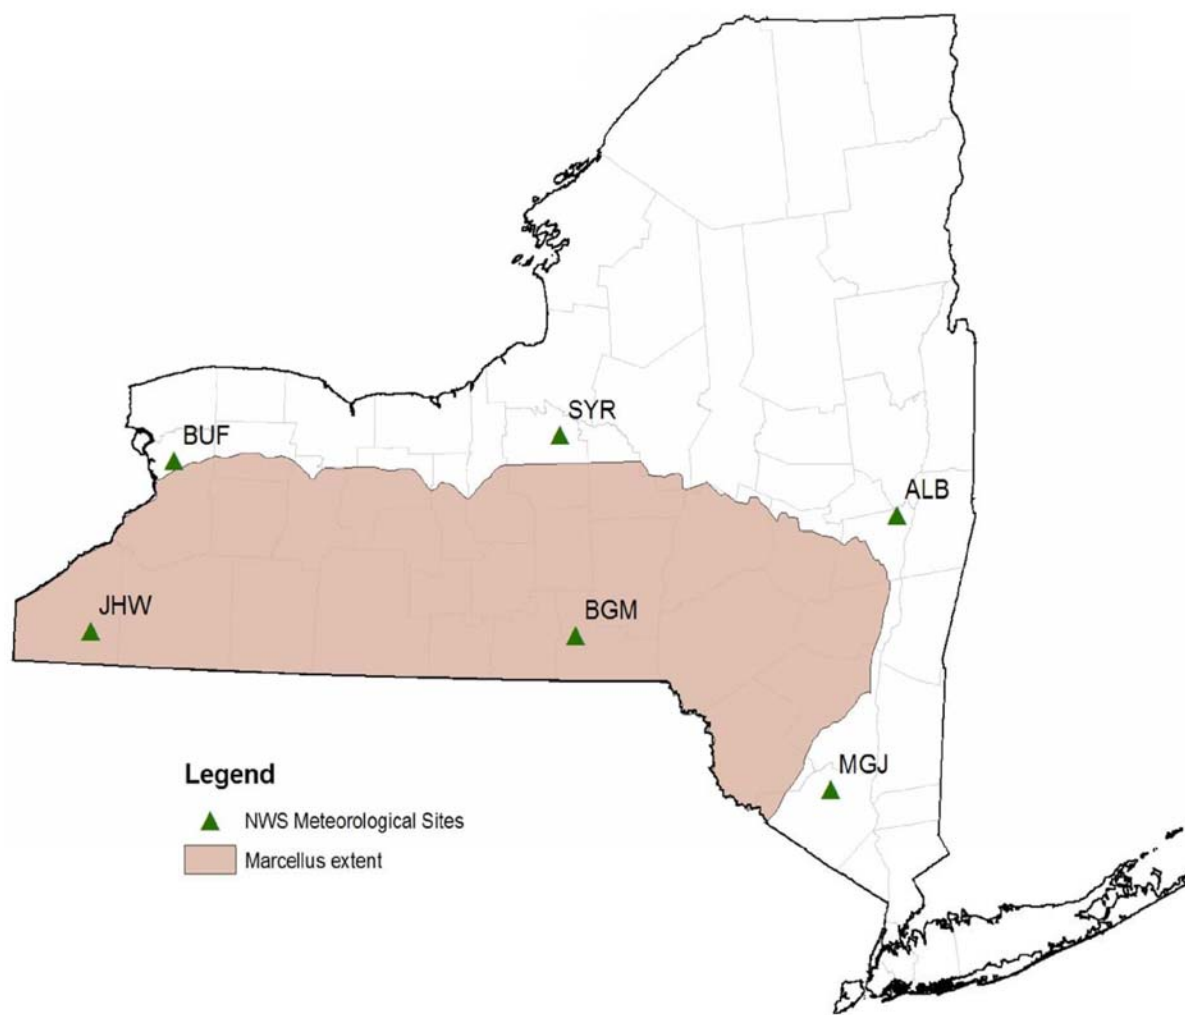 SYR
BUF
ALB
JHW
BGM
MGJ
Legend
NWS Meteorological Sites
Marcellus extent